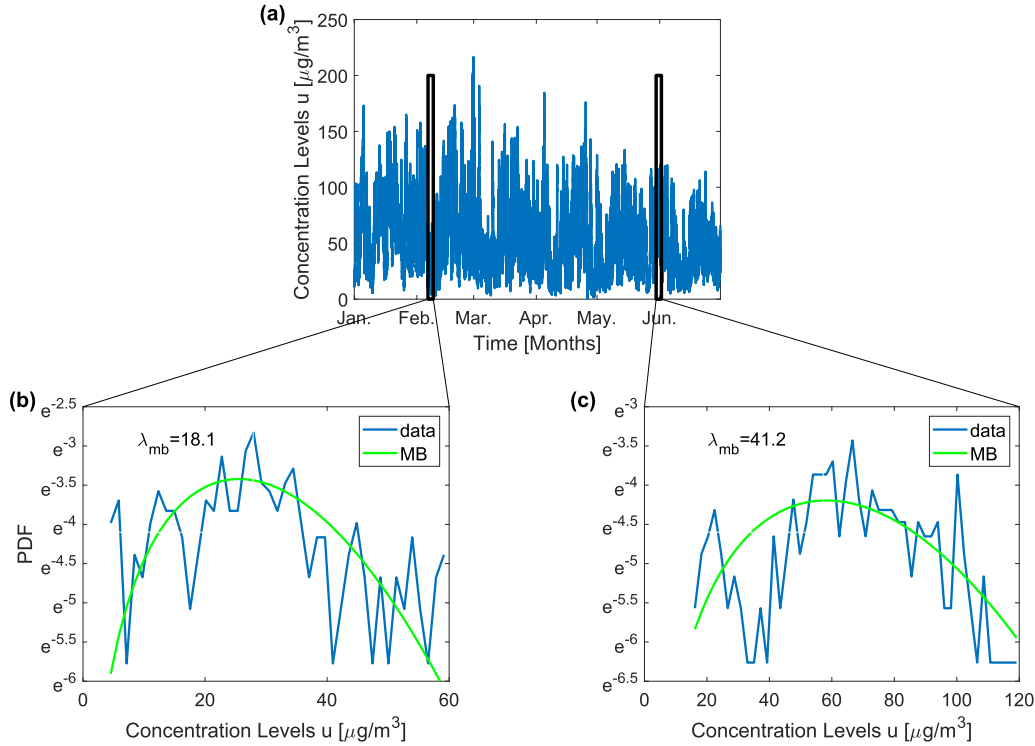 (a)
Concentration Levels u [μg/m³]
250
200
150
100
50
0
Jan. Feb. Mar. Apr. May. Jun.
Time [Months]
(b)
PDF
e^-2.5
e^-3
e^-3.5
e^-4
e^-4.5
e^-5
e^-5.5
e^-6
λ_mb=18.1
data
MB
0 20 40 60
Concentration Levels u [μg/m³]
(c)
e^-3
e^-3.5
e^-4
e^-4.5
e^-5
e^-5.5
e^-6
e^-6.5
λ_mb=41.2
data
MB
0 20 40 60 80 100 120
Concentration Levels u [μg/m³]